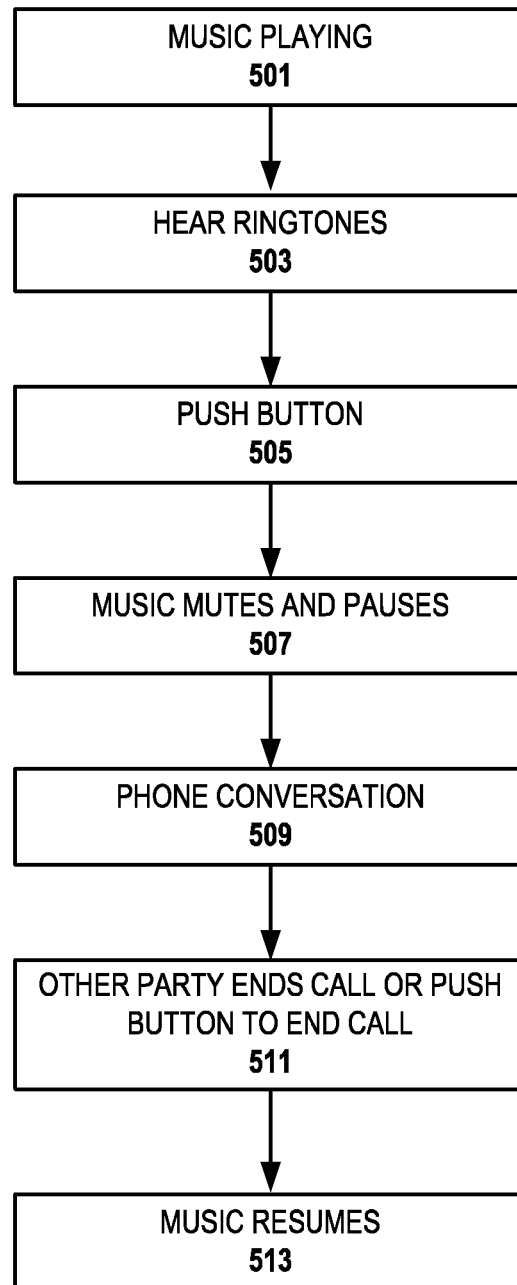 MUSIC PLAYING
501
HEAR RINGTONES
503
PUSH BUTTON
505
MUSIC MUTES AND PAUSES
507
PHONE CONVERSATION
509
OTHER PARTY ENDS CALL OR PUSH
BUTTON TO END CALL
511
MUSIC RESUMES
513